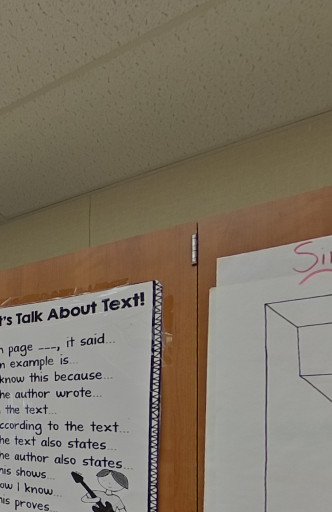 t's Talk About Text!
n page ___, it said...
n example is...
know this because...
he author wrote...
the text...
ccording to the text...
he text also states...
he author also states...
his shows...
ow I know...
his proves...